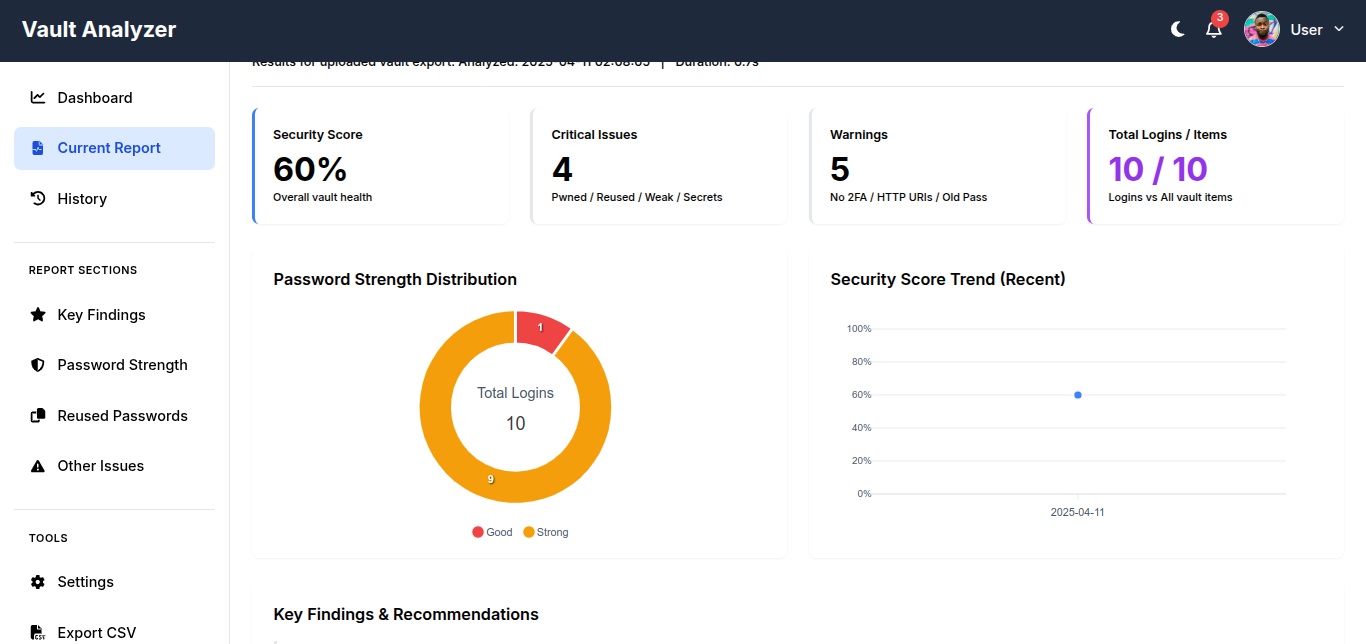 Vault Analyzer
3
User
Results for uploaded vault export. Analyzed: 2025-04-11 02:08:05 | Duration: 0.7s
Dashboard
Current Report
History
REPORT SECTIONS
Key Findings
Password Strength
Reused Passwords
Other Issues
TOOLS
Settings
Export CSV
Security Score
60%
Overall vault health
Critical Issues
4
Pwned / Reused / Weak / Secrets
Warnings
5
No 2FA / HTTP URIs / Old Pass
Total Logins / Items
10 / 10
Logins vs All vault items
Password Strength Distribution
1
Total Logins
10
9
Good Strong
Security Score Trend (Recent)
100%
80%
60%
40%
20%
0%
2025-04-11
Key Findings & Recommendations